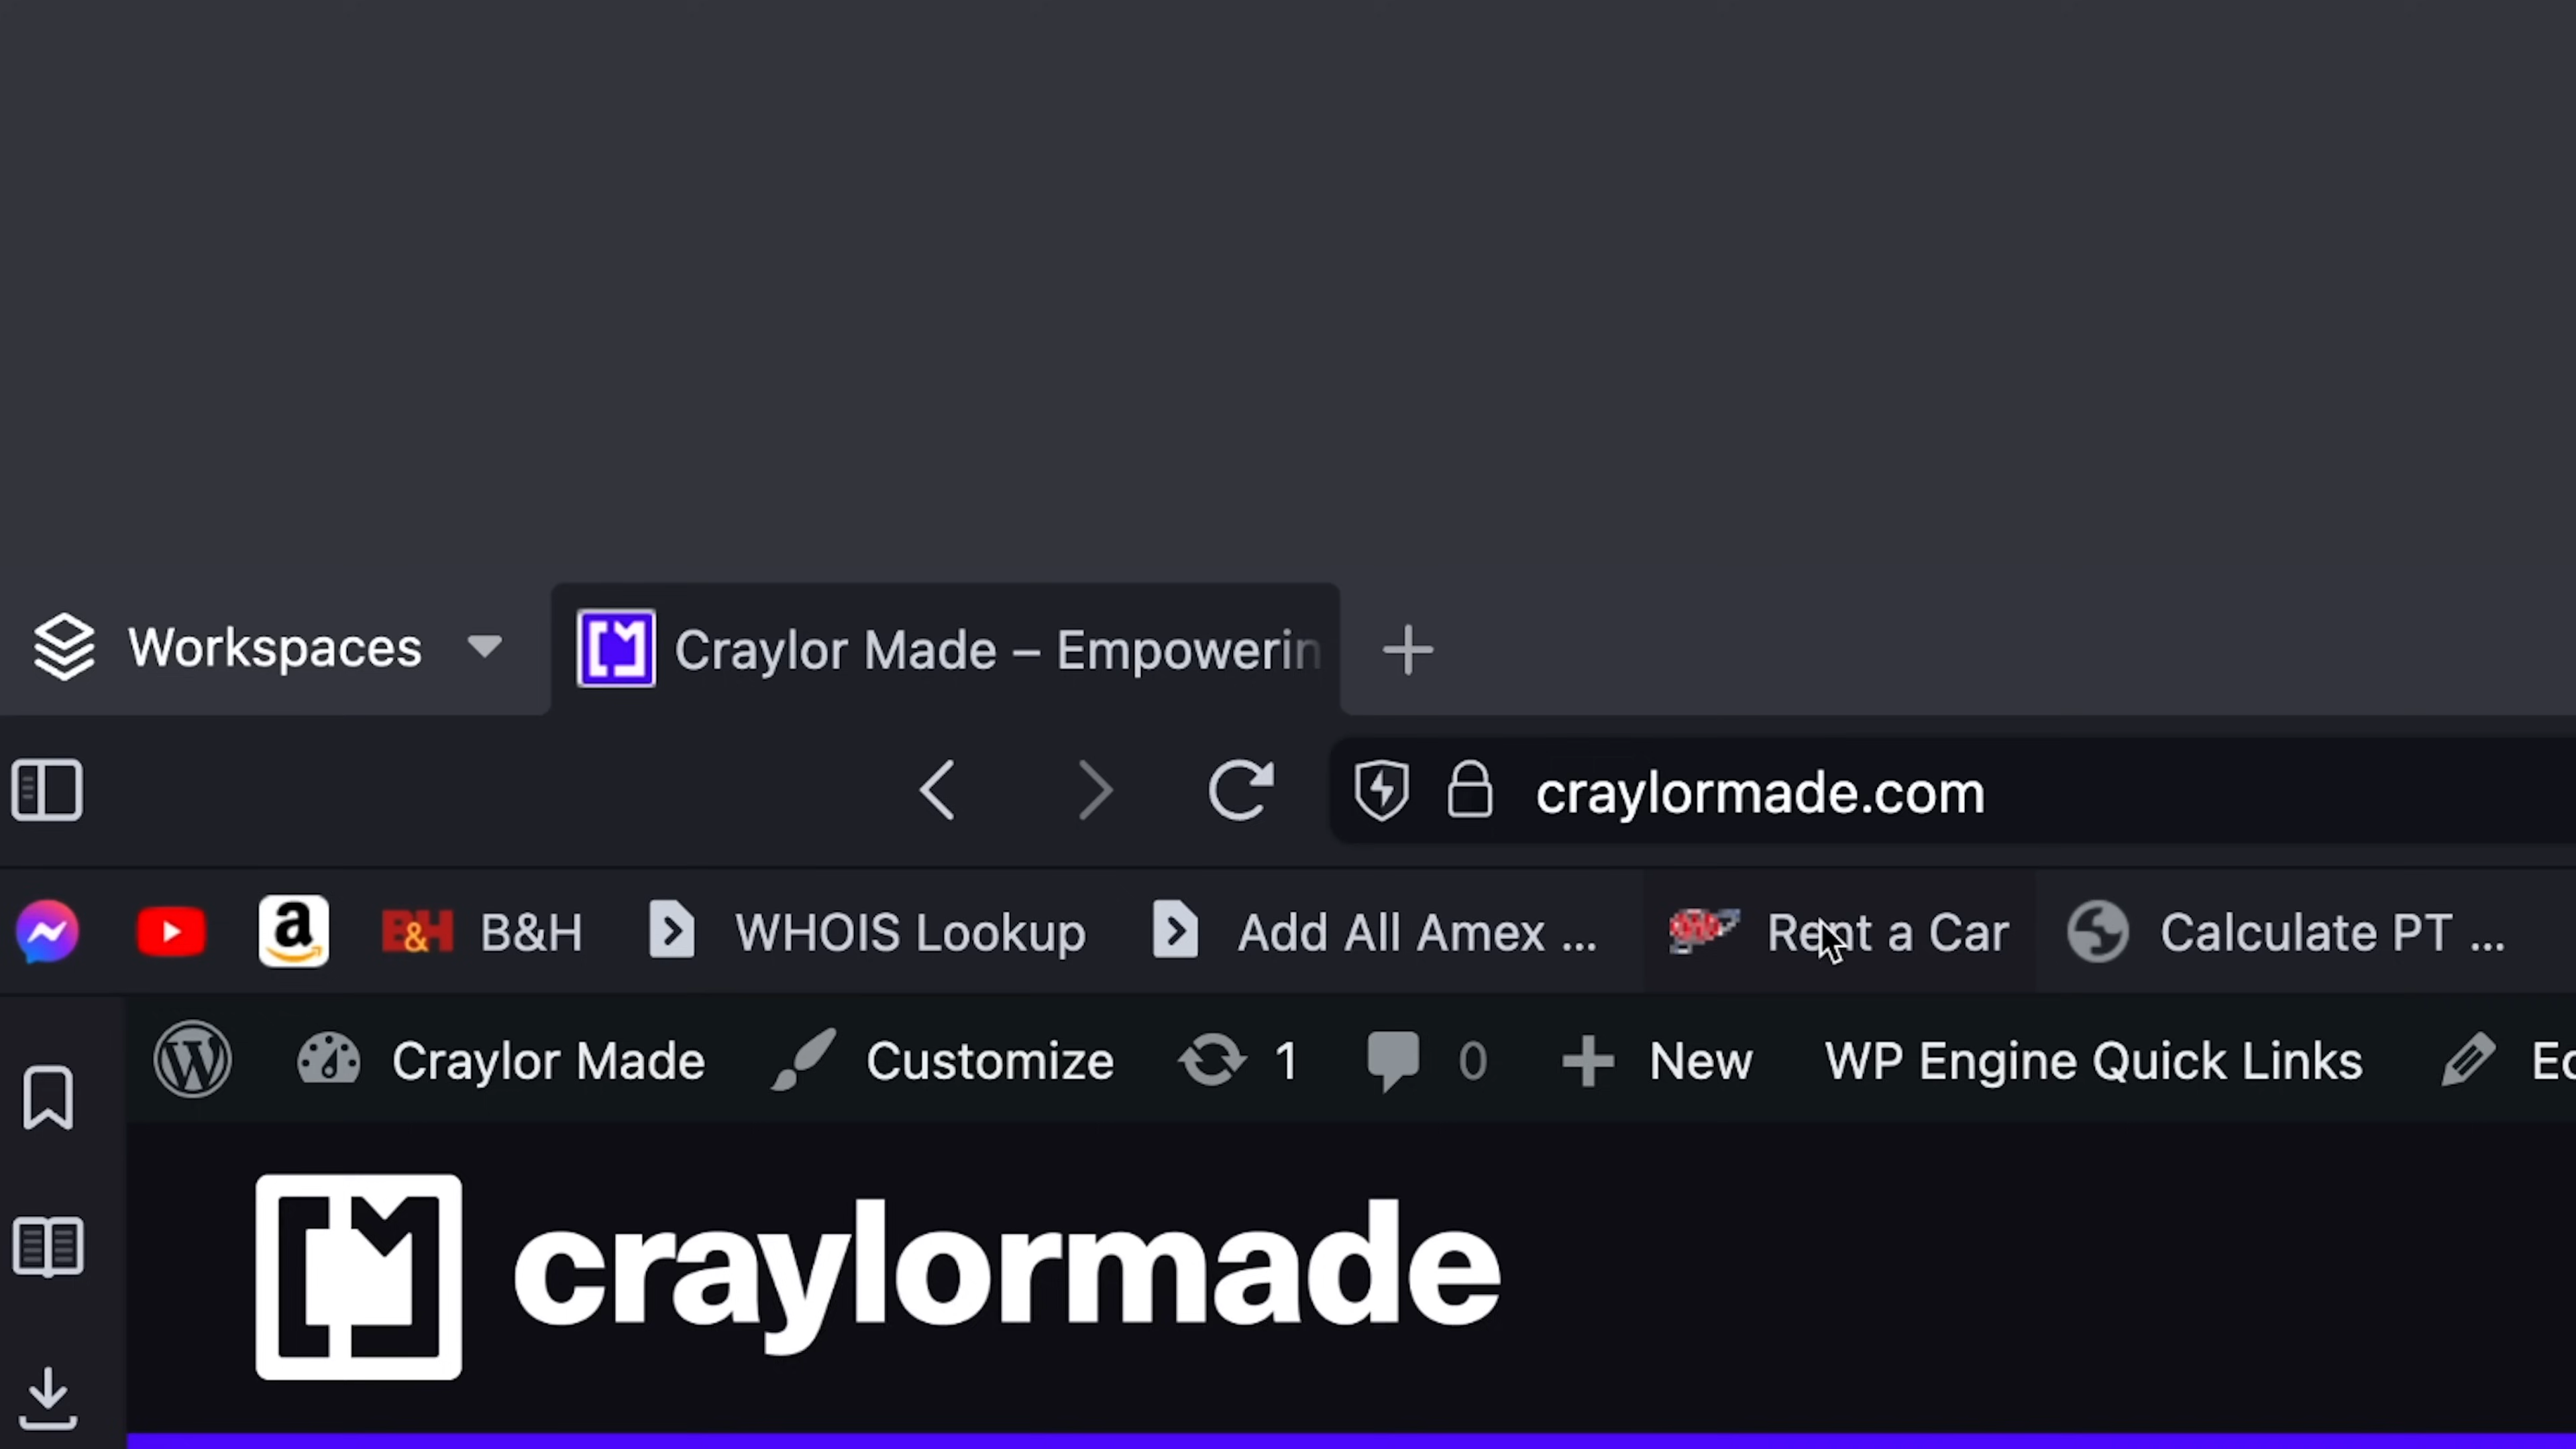 Workspaces
Craylor Made – Empowerin
craylormade.com
B&H B&H WHOIS Lookup Add All Amex ... Rent a Car Calculate PT ...
Craylor Made Customize 1 0 New WP Engine Quick Links Ed
craylormade